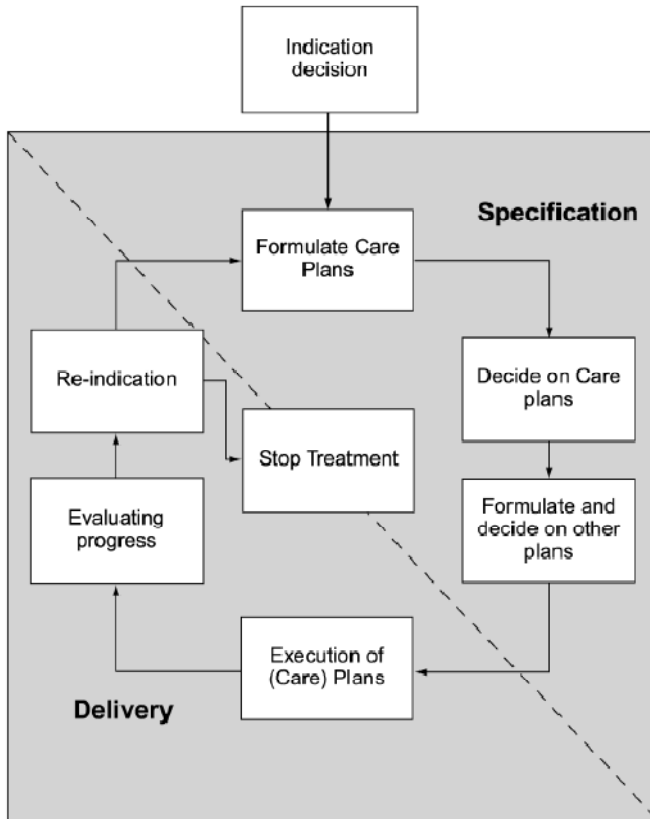 Indication
decision
Specification
Formulate Care
Plans
Re-indication
Decide on Care
plans
Stop Treatment
Evaluating
progress
Formulate and
decide on other
plans
Execution of
(Care) Plans
Delivery